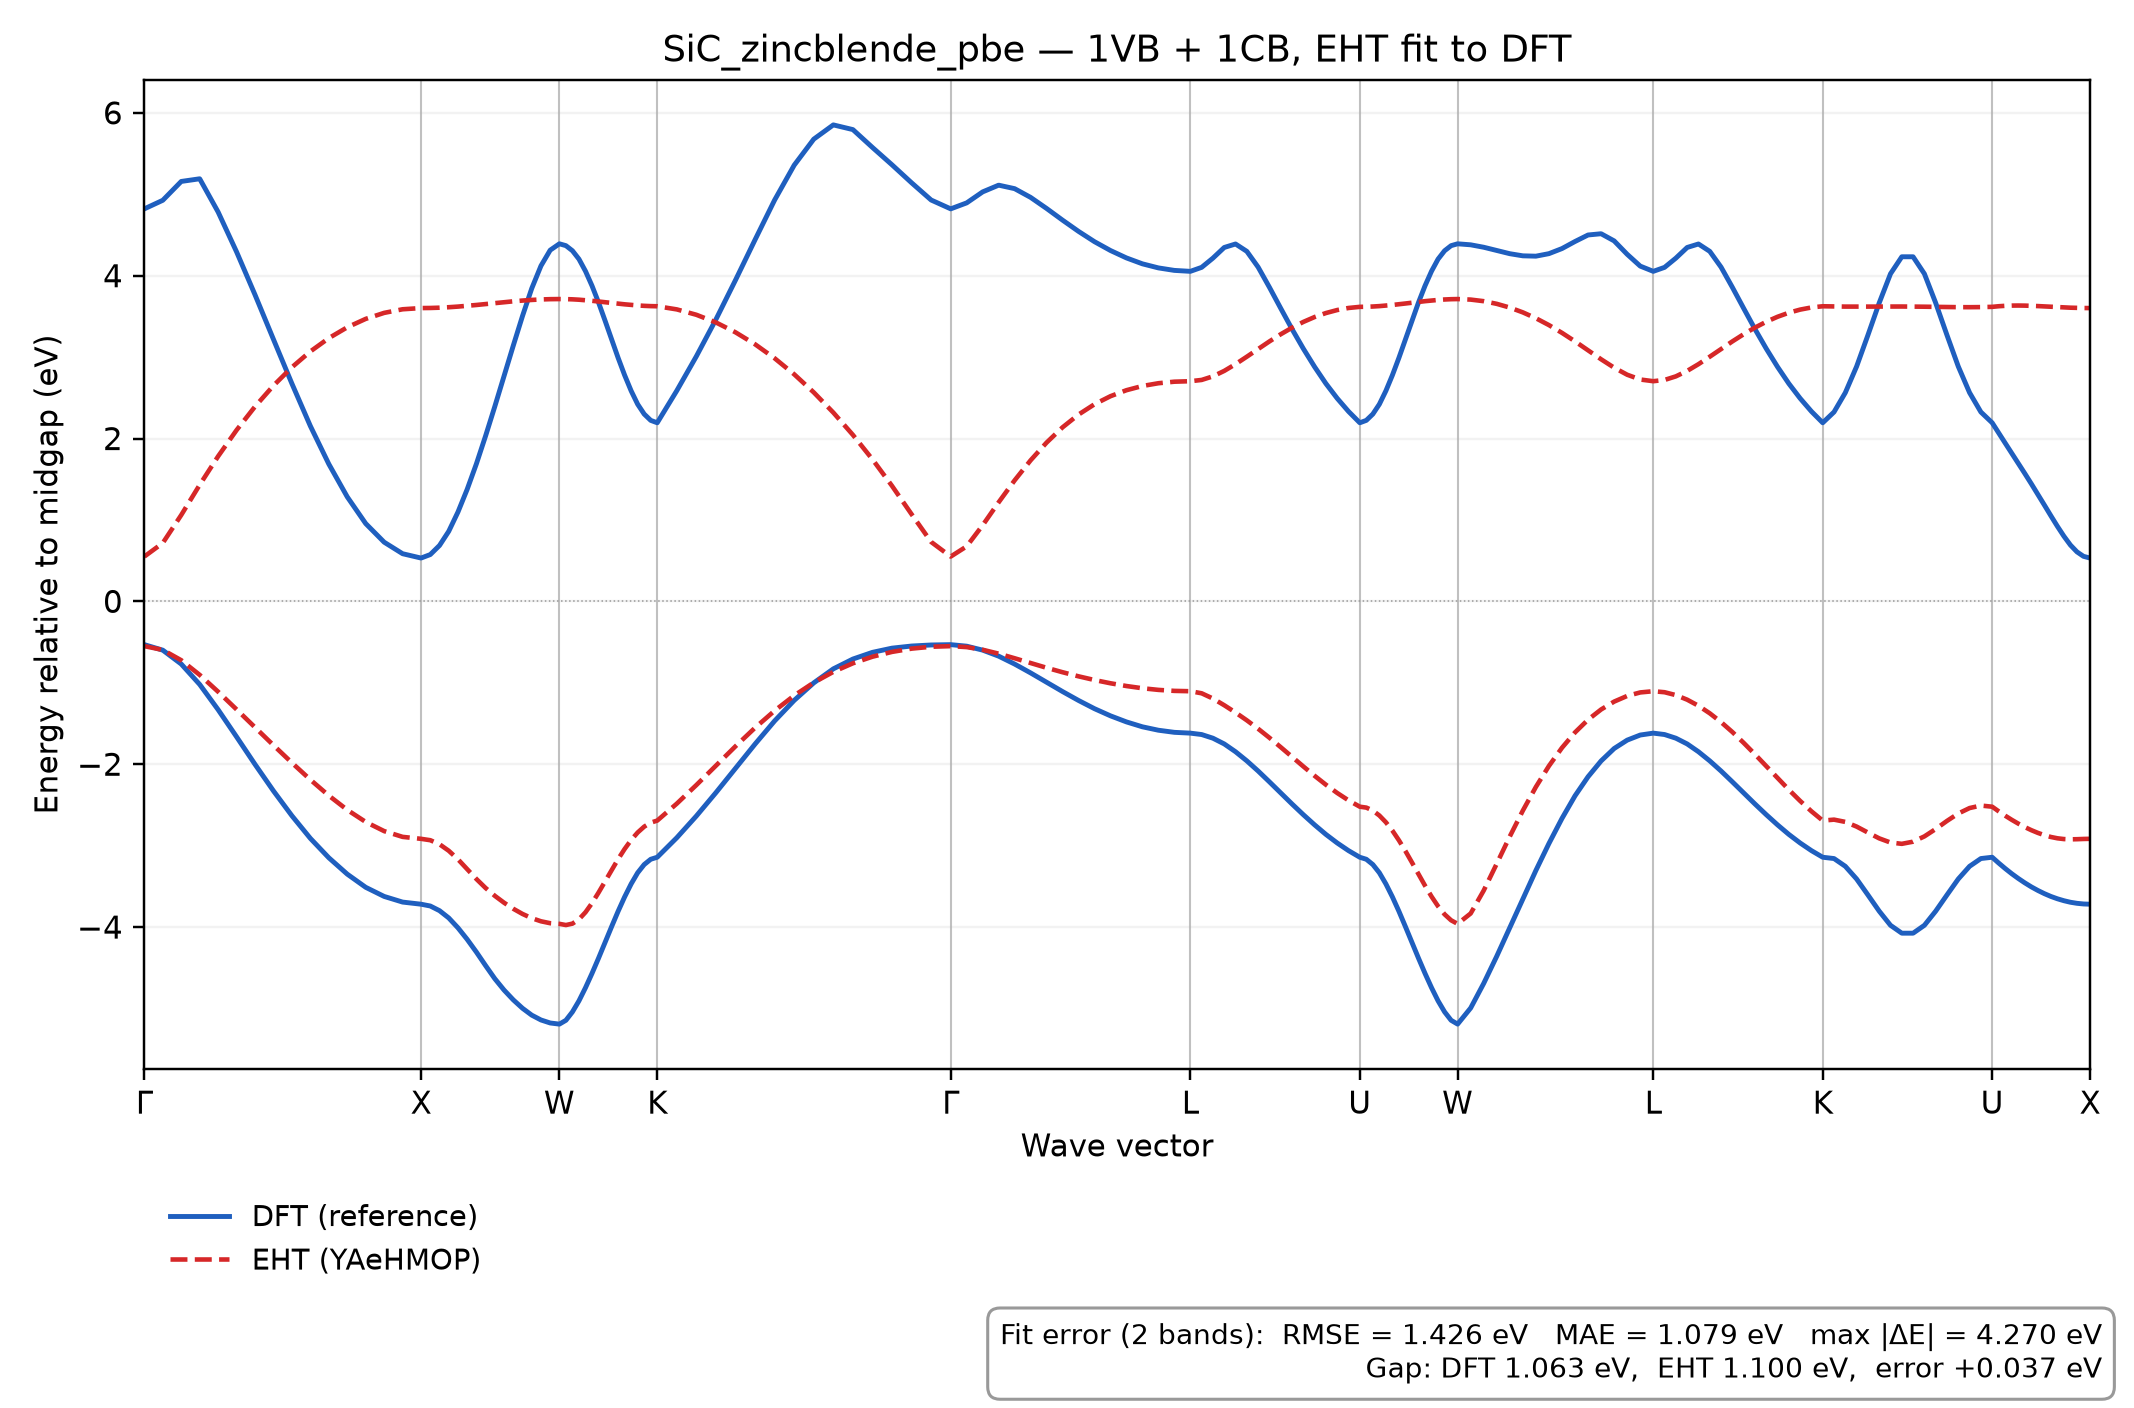 SiC_zincblende_pbe — 1VB + 1CB, EHT fit to DFT
Energy relative to midgap (eV)
6
4
2
0
−2
−4
Γ X W K Γ L U W L K U X
Wave vector
DFT (reference)
EHT (YAeHMOP)
Fit error (2 bands): RMSE = 1.426 eV MAE = 1.079 eV max |ΔE| = 4.270 eV
Gap: DFT 1.063 eV, EHT 1.100 eV, error +0.037 eV